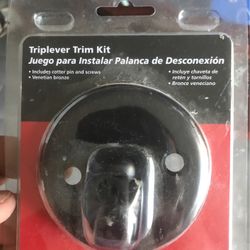 Triplever Trim Kit
Juego para Instalar Palanca de Desconexión
• Includes cotter pin and screws
• Venetian bronze
• Incluye chaveta de
retén y tornillos
• Bronce veneciano